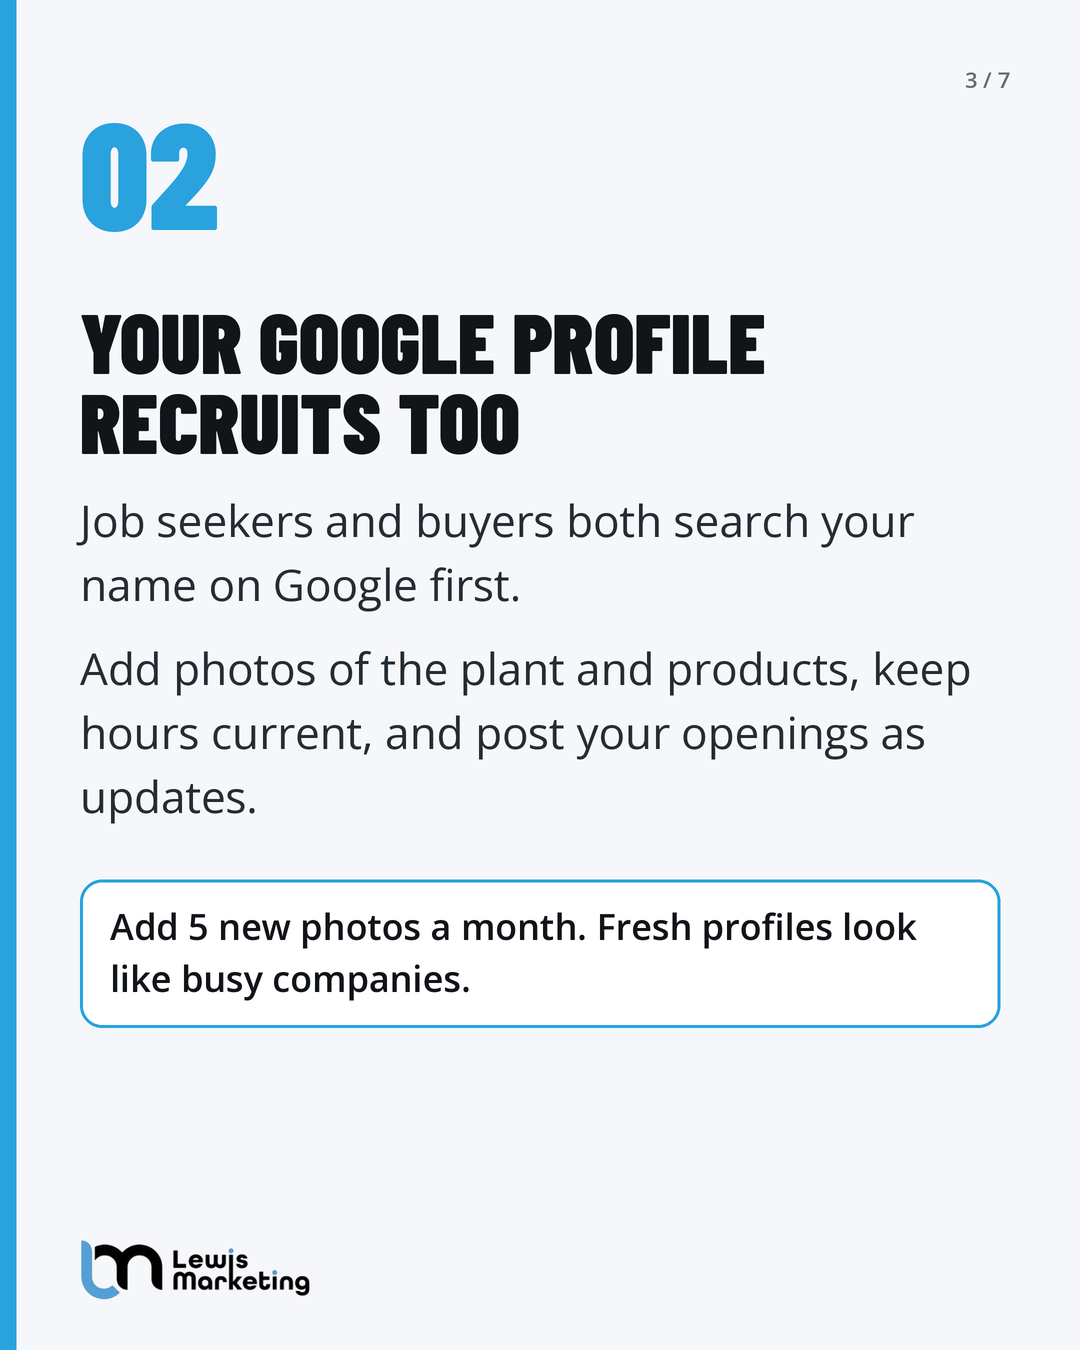 3 / 7
02
YOUR GOOGLE PROFILE
RECRUITS TOO
Job seekers and buyers both search your
name on Google first.
Add photos of the plant and products, keep
hours current, and post your openings as
updates.
Add 5 new photos a month. Fresh profiles look
like busy companies.
Lewis
Marketing